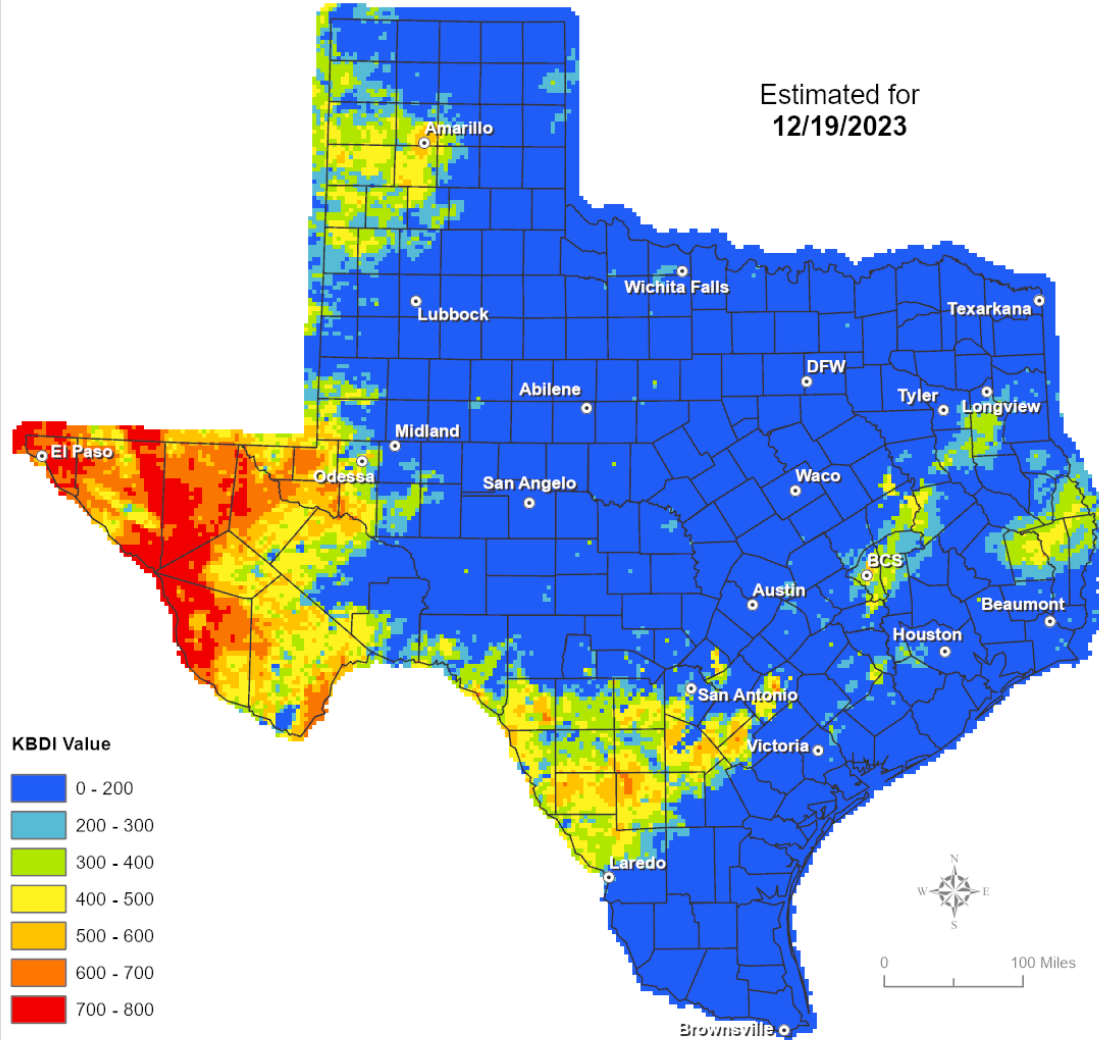 Estimated for
12/19/2023
Amarillo
Wichita Falls
Lubbock
Texarkana
DFW
Abilene
Tyler
Longview
Midland
El Paso
Odessa
San Angelo
Waco
BCS
Austin
Beaumont
Houston
San Antonio
Victoria
KBDI Value
0 - 200
200 - 300
300 - 400
400 - 500
500 - 600
600 - 700
700 - 800
Laredo
N
W
E
S
0
100 Miles
Brownsville